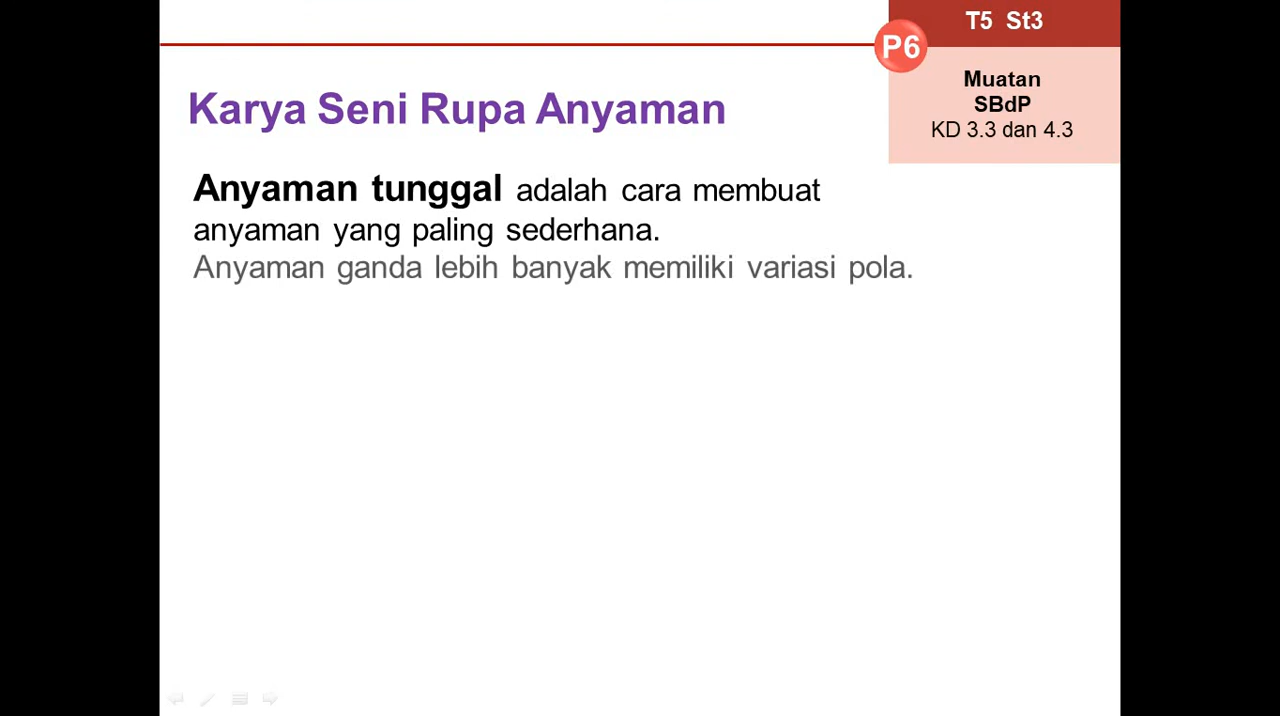 T5 St3
P6
Muatan
SBdP
KD 3.3 dan 4.3
Karya Seni Rupa Anyaman
Anyaman tunggal adalah cara membuat
anyaman yang paling sederhana.
Anyaman ganda lebih banyak memiliki variasi pola.